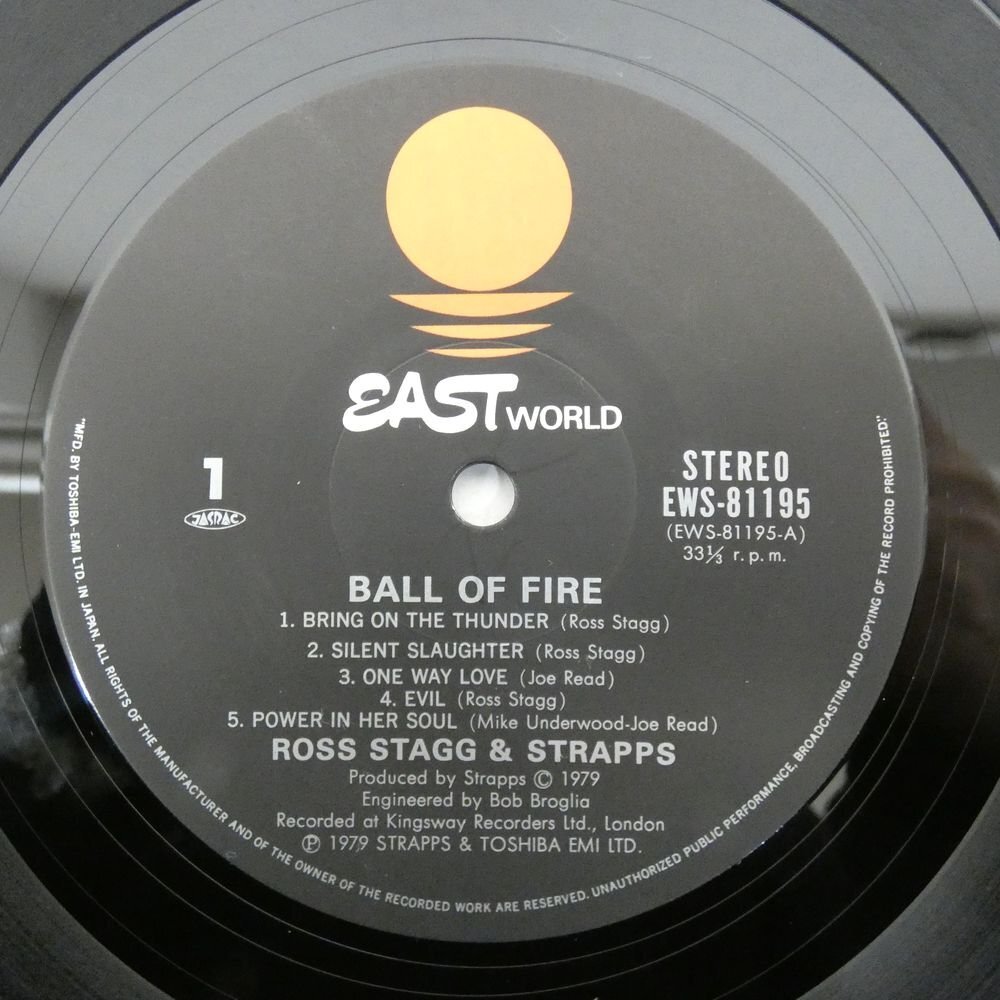 EAST WORLD
1
JASRAC
STEREO
EWS-81195
(EWS-81195-A)
33⅓ r.p.m.
BALL OF FIRE
1. BRING ON THE THUNDER (Ross Stagg)
2. SILENT SLAUGHTER (Ross Stagg)
3. ONE WAY LOVE (Joe Read)
4. EVIL (Ross Stagg)
5. POWER IN HER SOUL (Mike Underwood-Joe Read)
ROSS STAGG & STRAPPS
Produced by Strapps © 1979
Engineered by Bob Broglia
Recorded at Kingsway Recorders Ltd., London
℗ 1979 STRAPPS & TOSHIBA EMI LTD.
"MFD. BY TOSHIBA-EMI LTD. IN JAPAN. ALL RIGHTS OF THE MANUFACTURER AND OF THE OWNER OF THE RECORDED WORK ARE RESERVED. UNAUTHORIZED PUBLIC PERFORMANCE, BROADCASTING AND COPYING OF THE RECORD PROHIBITED."